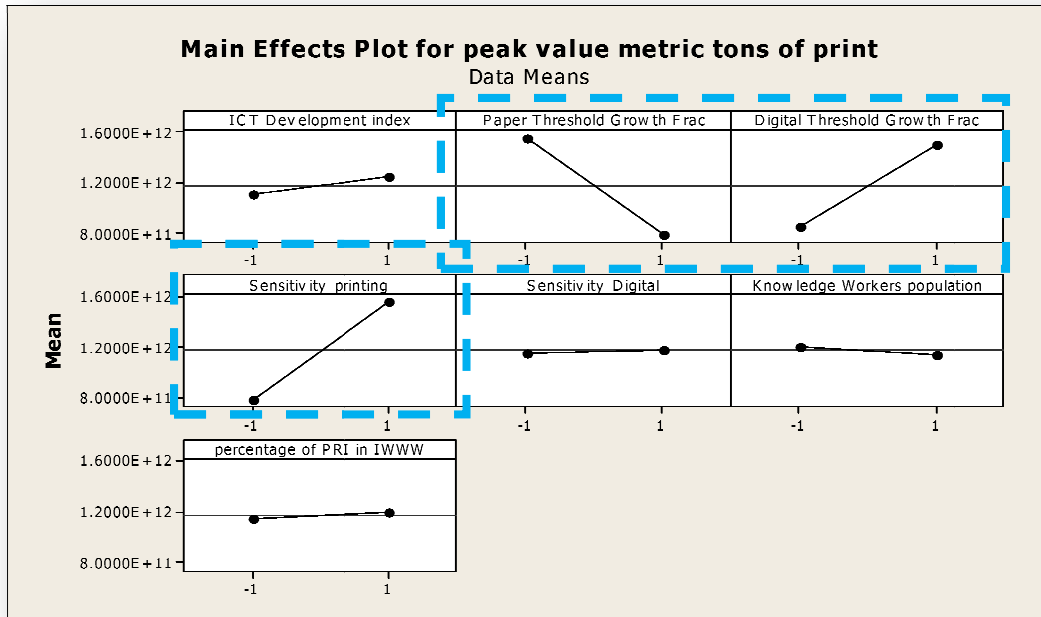 Main Effects Plot for peak value metric tons of print
Data Means
ICT Development index Paper Threshold Growth Frac Digital Threshold Growth Frac
1.6000E+12
1.2000E+12
8.0000E+11
-1 1 -1 1 -1 1
Sensitivity printing Sensitivity Digital Knowledge Workers population
1.6000E+12
1.2000E+12
8.0000E+11
-1 1 -1 1 -1 1
Mean
percentage of PRI in IWWW
1.6000E+12
1.2000E+12
8.0000E+11
-1 1